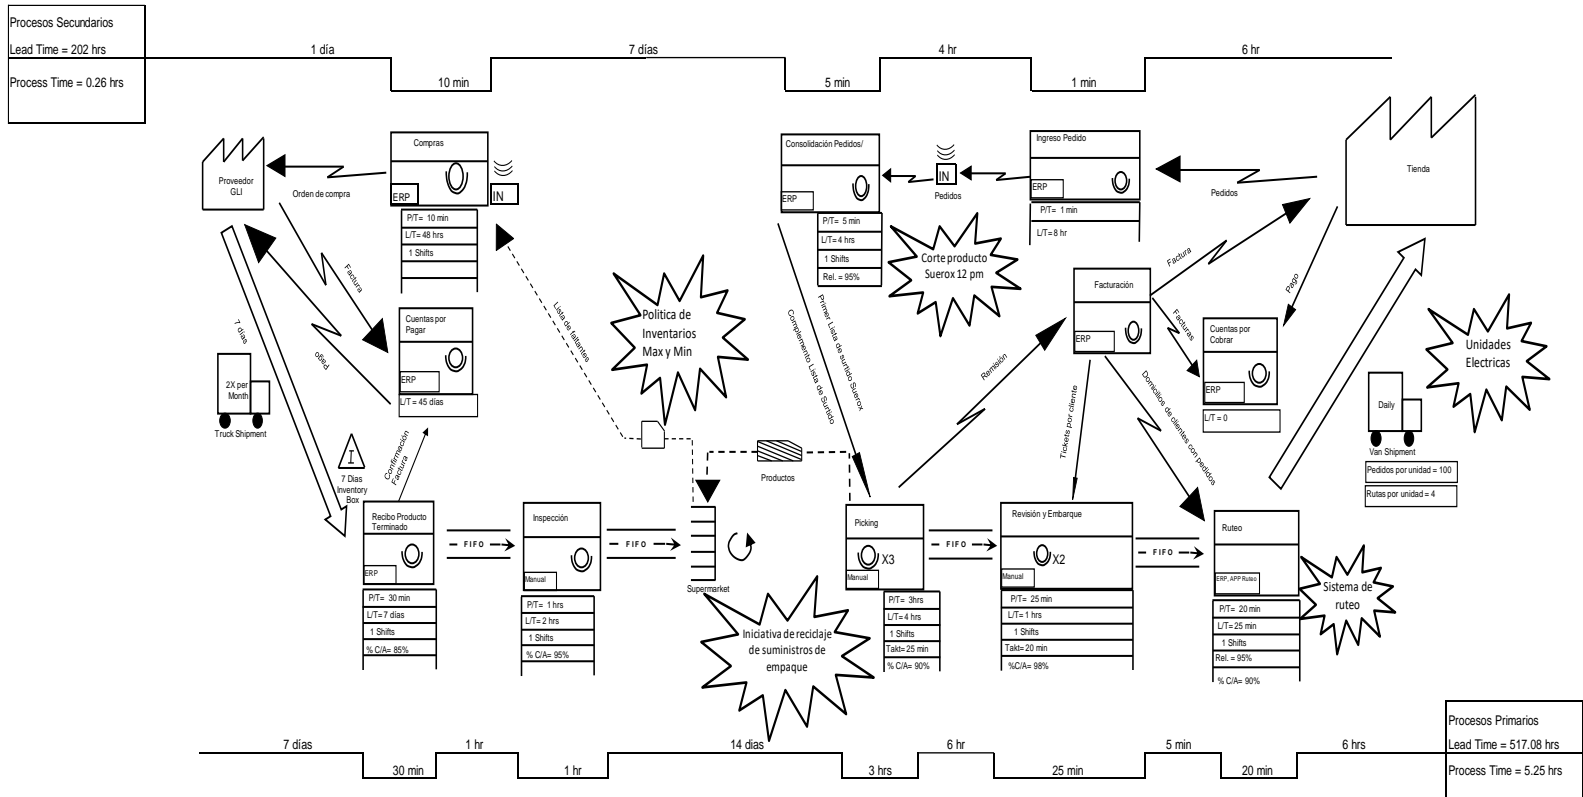 Procesos Secundarios
Lead Time = 202 hrs
Process Time = 0.26 hrs
1 día
10 min
7 días
5 min
4 hr
1 min
6 hr
Proveedor
GLI
Orden de compra
Compras
ERP
IN
P/T= 10 min
L/T= 48 hrs
1 Shifts
Consolidación Pedidos/
ERP
P/T= 5 min
L/T= 4 hrs
1 Shifts
Rel. = 95%
IN
Pedidos
Ingreso Pedido
ERP
P/T= 1 min
L/T= 8 hr
Pedidos
Tienda
Factura
Pago
7 días
Cuentas por
Pagar
ERP
L/T = 45 días
2X per
Month
Truck Shipment
I
7 Dias
Inventory
Box
Confirmación
Factura
Lista de faltantes
Politica de
Inventarios
Max y Min
Corte producto
Suerox 12 pm
Primer Lista de surtido Suerox
Complemento Lista de Surtido
Remisión
Facturación
ERP
Factura
Facturas
Pago
Cuentas por
Cobrar
ERP
L/T = 0
Tickets por cliente
Domicilios de clientes con pedidos
Unidades
Electricas
Daily
Van Shipment
Pedidos por unidad = 100
Rutas por unidad = 4
Productos
Recibo Producto
Terminado
ERP
P/T= 30 min
L/T= 7 días
1 Shifts
% C/A= 85%
FIFO
Inspección
Manual
P/T= 1 hrs
L/T= 2 hrs
1 Shifts
% C/A= 95%
FIFO
Supermarket
Iniciativa de reciclaje
de suministros de
empaque
Picking
X3
Manual
P/T= 3hrs
L/T= 4 hrs
1 Shifts
Takt= 25 min
% C/A= 90%
FIFO
Revisión y Embarque
X2
Manual
P/T= 25 min
L/T= 1 hrs
1 Shifts
Takt= 20 min
%C/A= 98%
FIFO
Ruteo
ERP, APP Ruteo
P/T= 20 min
L/T= 25 min
1 Shifts
Rel. = 95%
% C/A= 90%
Sistema de
ruteo
7 días
30 min
1 hr
1 hr
14 dias
3 hrs
6 hr
25 min
5 min
20 min
6 hrs
Procesos Primarios
Lead Time = 517.08 hrs
Process Time = 5.25 hrs